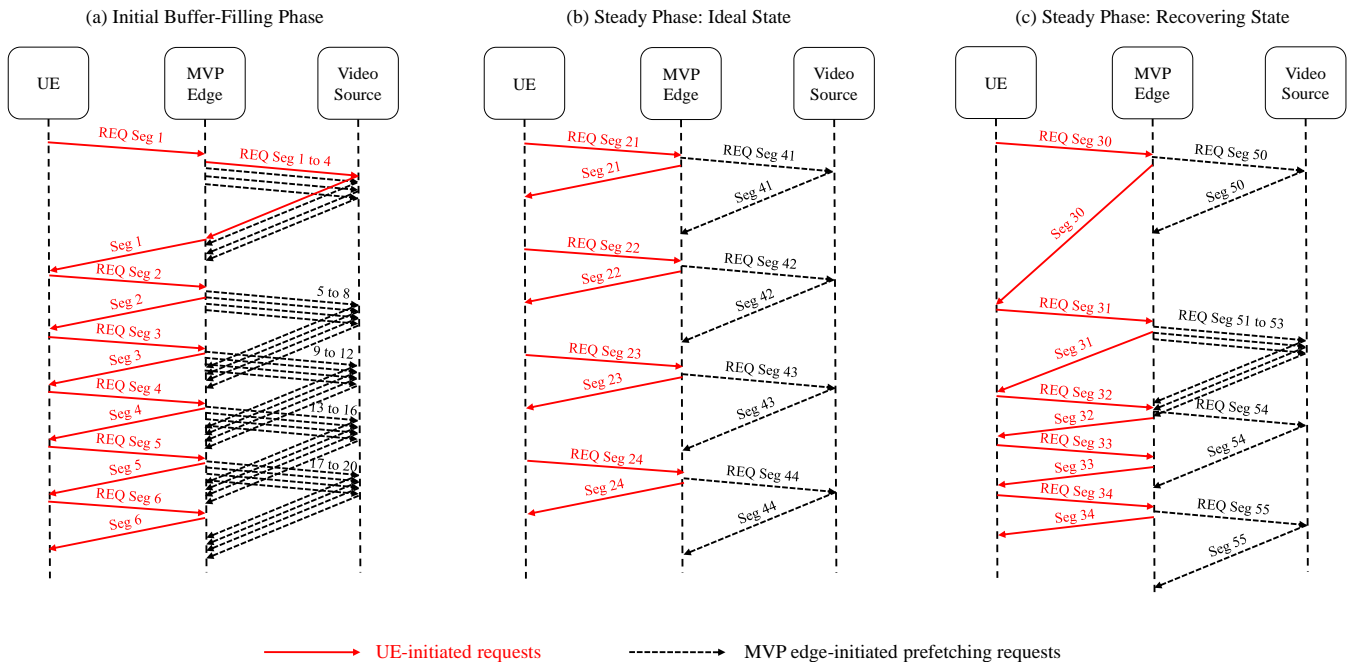 (a) Initial Buffer-Filling Phase
UE
MVP
Edge
Video
Source
REQ Seg 1
REQ Seg 1 to 4
Seg 1
REQ Seg 2
5 to 8
Seg 2
REQ Seg 3
9 to 12
Seg 3
REQ Seg 4
13 to 16
Seg 4
REQ Seg 5
17 to 20
Seg 5
REQ Seg 6
Seg 6
(b) Steady Phase: Ideal State
UE
MVP
Edge
Video
Source
REQ Seg 21
REQ Seg 41
Seg 21
Seg 41
REQ Seg 22
REQ Seg 42
Seg 22
Seg 42
REQ Seg 23
REQ Seg 43
Seg 23
Seg 43
REQ Seg 24
REQ Seg 44
Seg 24
Seg 44
(c) Steady Phase: Recovering State
UE
MVP
Edge
Video
Source
REQ Seg 30
REQ Seg 50
Seg 50
Seg 30
REQ Seg 31
REQ Seg 51 to 53
Seg 31
REQ Seg 32
REQ Seg 54
Seg 32
REQ Seg 33
Seg 54
Seg 33
REQ Seg 34
REQ Seg 55
Seg 34
Seg 55
UE-initiated requests
MVP edge-initiated prefetching requests